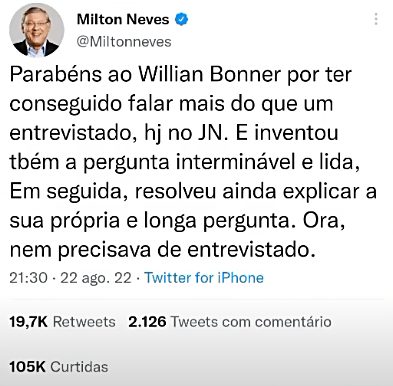 Milton Neves
@Miltonneves
Parabéns ao Willian Bonner por ter
conseguido falar mais do que um
entrevistado, hj no JN. E inventou
tbém a pergunta interminável e lida,
Em seguida, resolveu ainda explicar a
sua própria e longa pergunta. Ora,
nem precisava de entrevistado.
21:30 · 22 ago. 22 · Twitter for iPhone
19,7K Retweets 2.126 Tweets com comentário
105K Curtidas